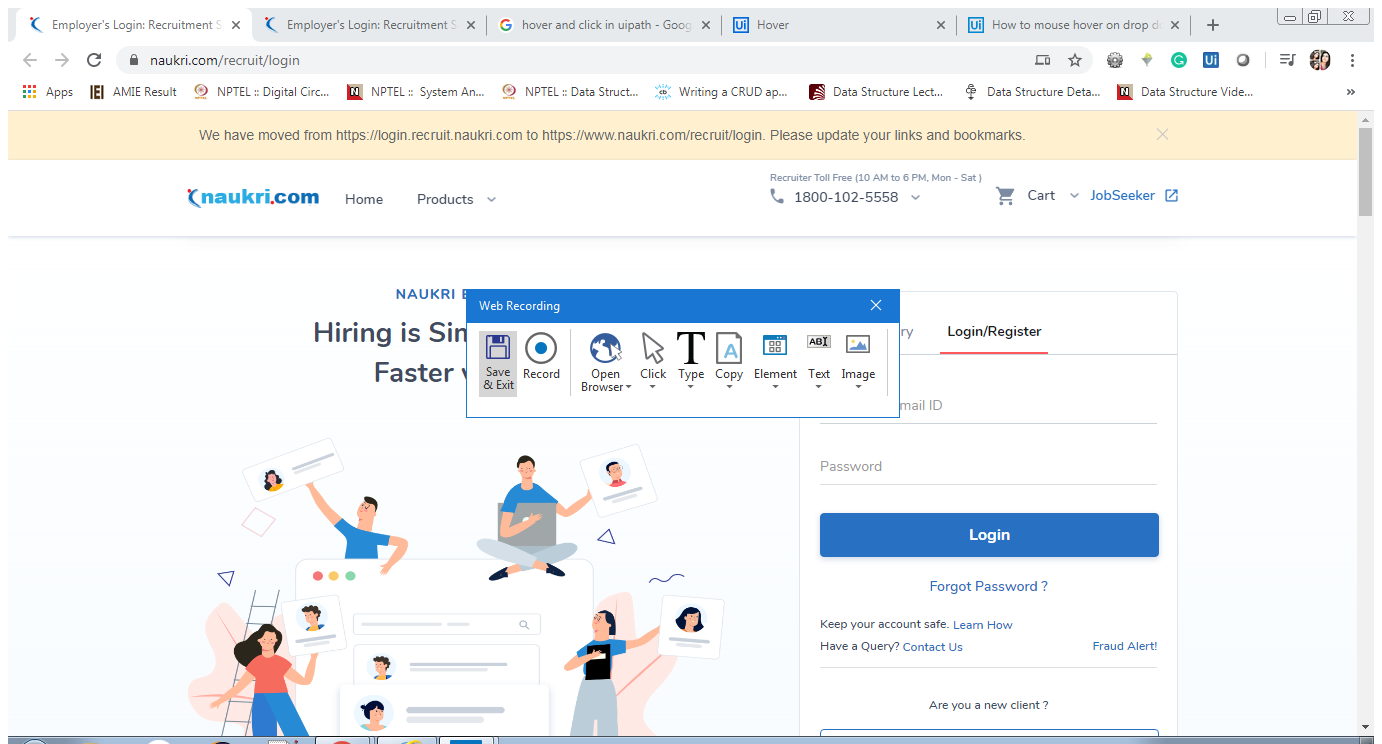 Employer's Login: Recruitment S
Employer's Login: Recruitment S
hover and click in uipath - Goog
Ui Hover
Ui How to mouse hover on drop d
naukri.com/recruit/login
Ui
Apps
IEI AMIE Result
NPTEL :: Digital Circ...
NPTEL :: System An...
NPTEL :: Data Struct...
Writing a CRUD ap...
Data Structure Lect...
Data Structure Deta...
Data Structure Vide...
We have moved from https://login.recruit.naukri.com to https://www.naukri.com/recruit/login. Please update your links and bookmarks.
naukri.com
Home
Products
Recruiter Toll Free (10 AM to 6 PM, Mon - Sat )
1800-102-5558
Cart
JobSeeker
NAUKRI E
Hiring is Sim
Faster
Web Recording
Save
& Exit
Record
Open
Browser
Click
T
Type
A
Copy
Element
ABI
Text
Image
ry
Login/Register
mail ID
Password
Login
Forgot Password ?
Keep your account safe. Learn How
Have a Query? Contact Us
Fraud Alert!
Are you a new client ?